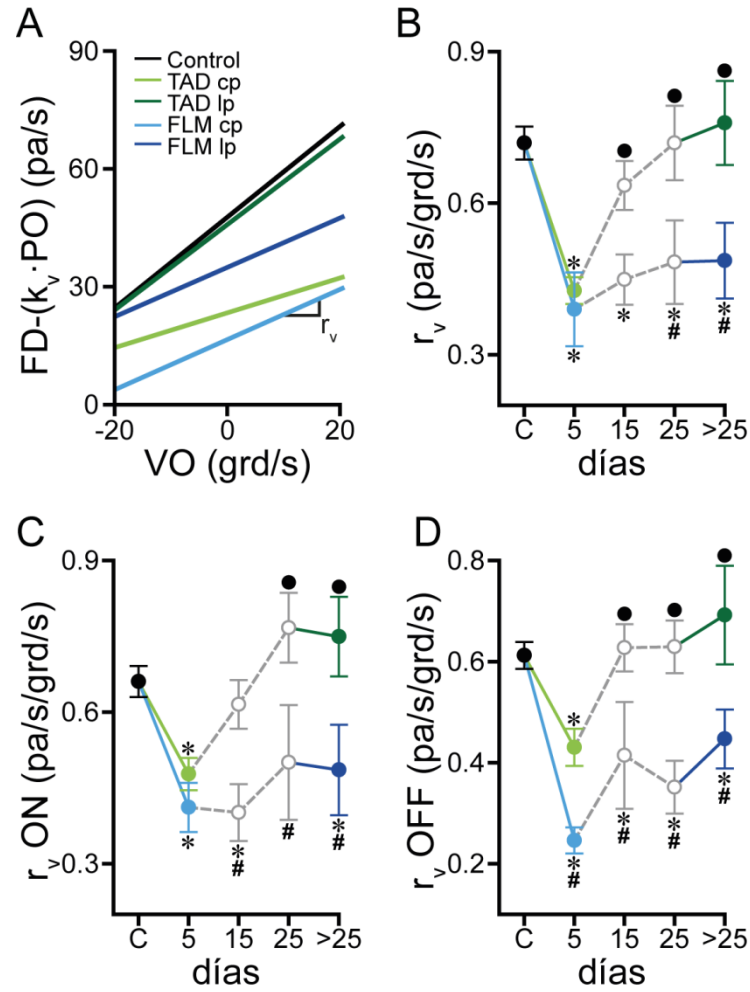 A
FD-(kv·PO) (pa/s)
90
60
30
0
-20
0
20
VO (grd/s)
Control
TAD cp
TAD lp
FLM cp
FLM lp
rv
B
rv (pa/s/grd/s)
0.9
0.6
0.3
C
5
15
25
>25
días
*
*
*
*
#
*
#
C
rv ON (pa/s/grd/s)
0.9
0.6
0.3
C
5
15
25
>25
días
*
*
*
#
#
*
#
D
rv OFF (pa/s/grd/s)
0.8
0.6
0.4
0.2
C
5
15
25
>25
días
*
*
#
*
#
*
#
*
#